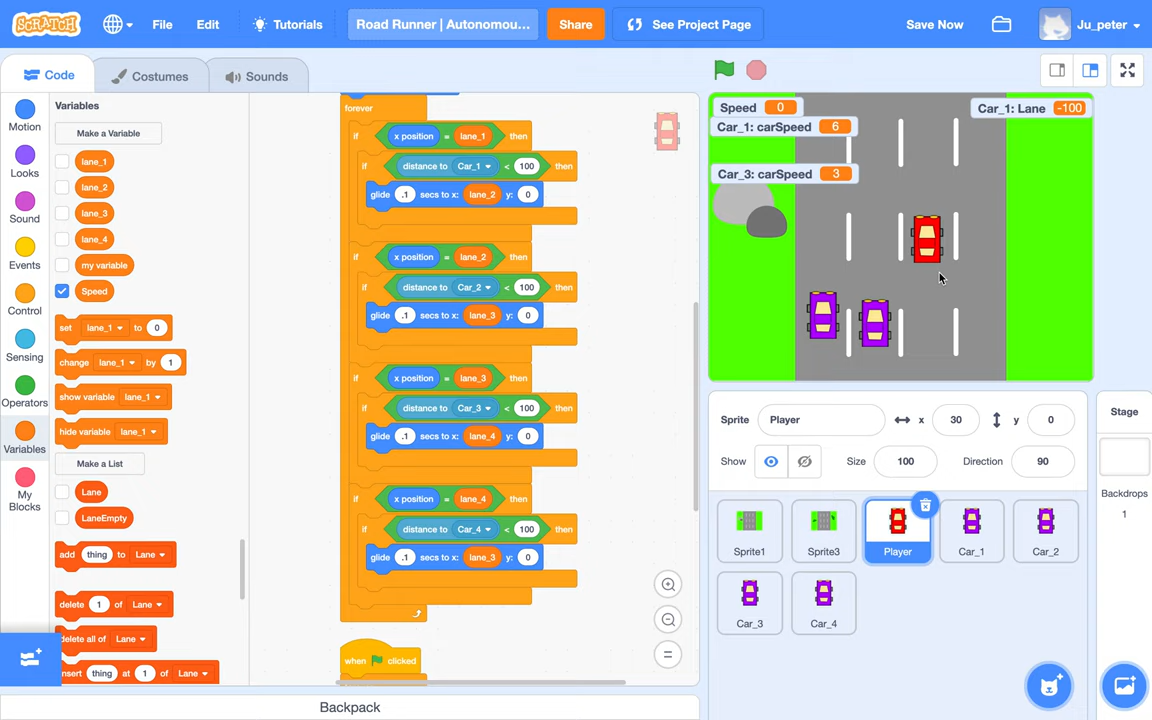 SCRATCH
File
Edit
Tutorials
Road Runner | Autonomou...
Share
See Project Page
Save Now
Ju_peter
Code
Costumes
Sounds
Motion
Looks
Sound
Events
Control
Sensing
Operators
Variables
My
Blocks
Variables
Make a Variable
lane_1
lane_2
lane_3
lane_4
my variable
Speed
set lane_1 to 0
change lane_1 by 1
show variable lane_1
hide variable lane_1
Make a List
Lane
LaneEmpty
add thing to Lane
delete 1 of Lane
delete all of Lane
insert thing at 1 of Lane
forever
if x position = lane_1 then
if distance to Car_1 < 100 then
glide .1 secs to x: lane_2 y: 0
if x position = lane_2 then
if distance to Car_2 < 100 then
glide .1 secs to x: lane_3 y: 0
if x position = lane_3 then
if distance to Car_3 < 100 then
glide .1 secs to x: lane_4 y: 0
if x position = lane_4 then
if distance to Car_4 < 100 then
glide .1 secs to x: lane_3 y: 0
when clicked
Backpack
Speed 0
Car_1: carSpeed 6
Car_3: carSpeed 3
Car_1: Lane -100
Sprite Player x 30 y 0
Show Size 100 Direction 90
Sprite1
Sprite3
Player
Car_1
Car_2
Car_3
Car_4
Stage
Backdrops
1